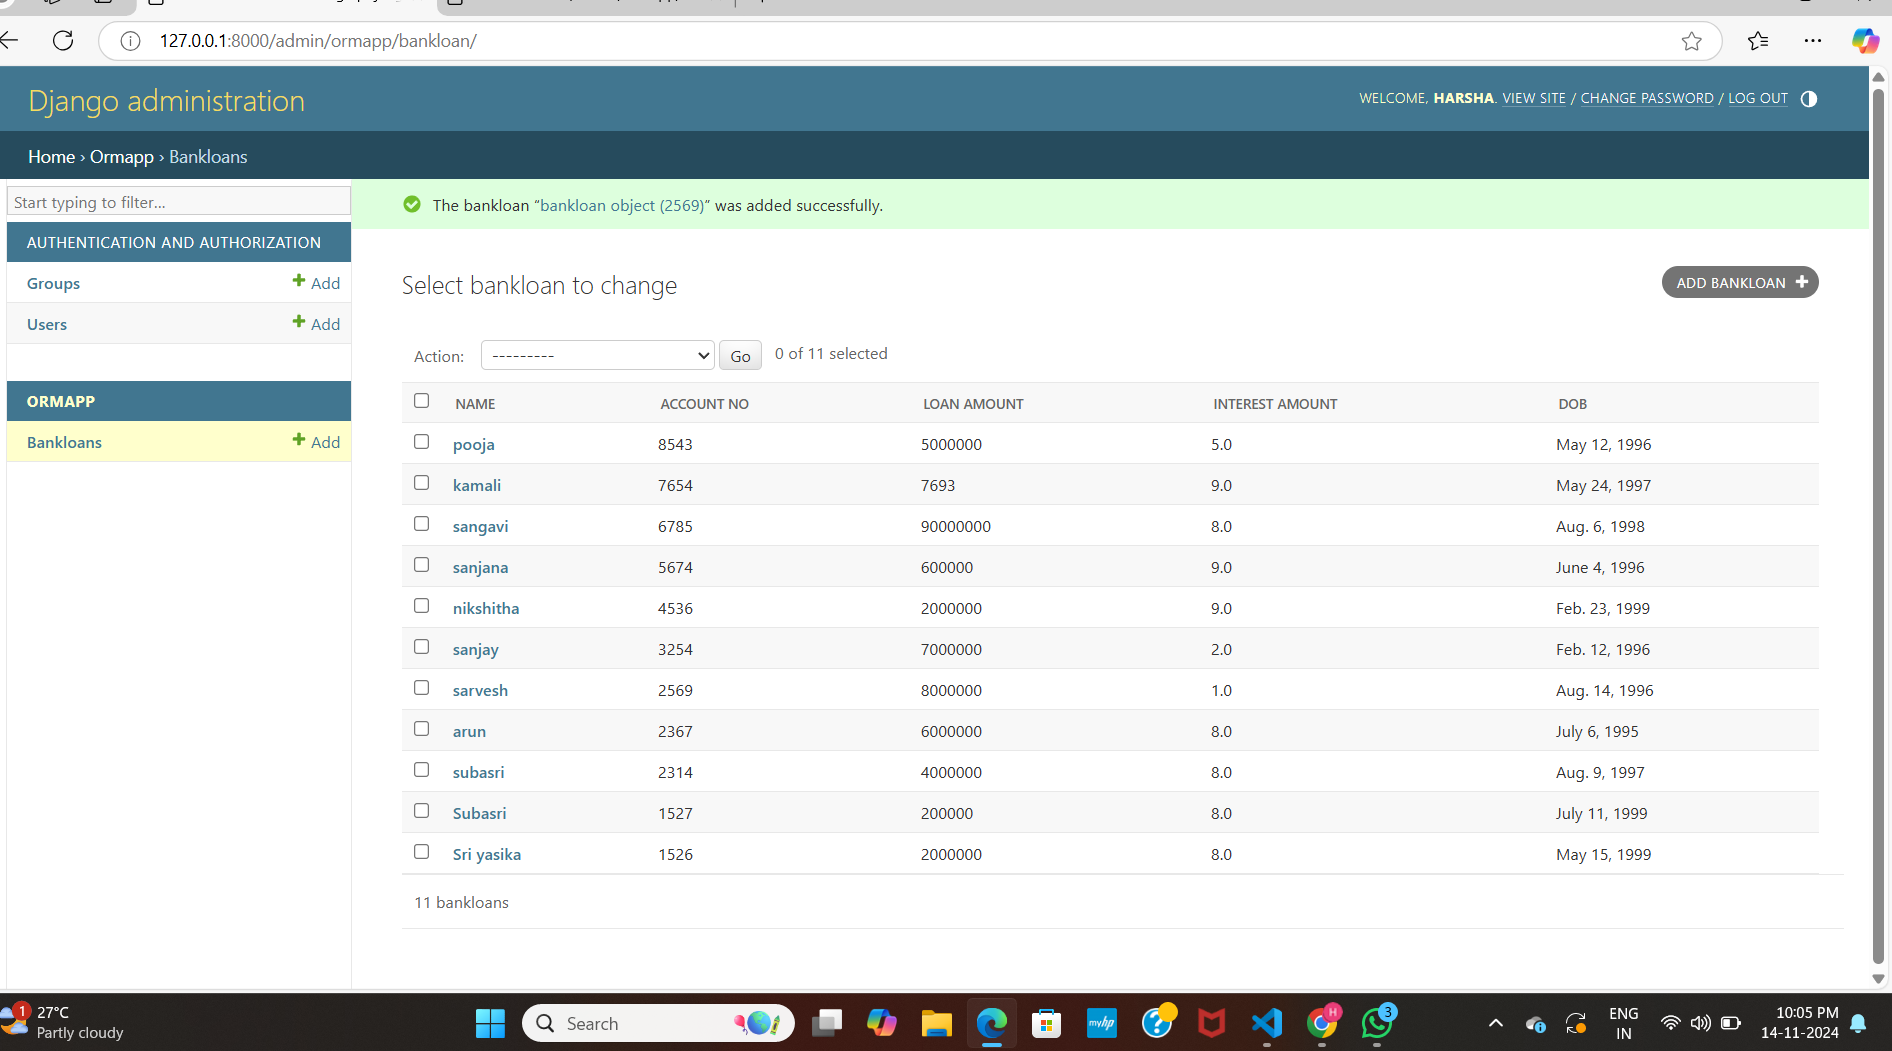 127.0.0.1:8000/admin/ormapp/bankloan/
Django administration
WELCOME, HARSHA. VIEW SITE / CHANGE PASSWORD / LOG OUT
Home › Ormapp › Bankloans
Start typing to filter...
The bankloan “bankloan object (2569)” was added successfully.
AUTHENTICATION AND AUTHORIZATION
Groups Add
Users Add
ORMAPP
Bankloans Add
Select bankloan to change
ADD BANKLOAN
Action: --------- Go 0 of 11 selected
NAME ACCOUNT NO LOAN AMOUNT INTEREST AMOUNT DOB
pooja 8543 5000000 5.0 May 12, 1996
kamali 7654 7693 9.0 May 24, 1997
sangavi 6785 90000000 8.0 Aug. 6, 1998
sanjana 5674 600000 9.0 June 4, 1996
nikshitha 4536 2000000 9.0 Feb. 23, 1999
sanjay 3254 7000000 2.0 Feb. 12, 1996
sarvesh 2569 8000000 1.0 Aug. 14, 1996
arun 2367 6000000 8.0 July 6, 1995
subasri 2314 4000000 8.0 Aug. 9, 1997
Subasri 1527 200000 8.0 July 11, 1999
Sri yasika 1526 2000000 8.0 May 15, 1999
11 bankloans
1
27°C
Partly cloudy
Search
myhp
H
3
ENG
IN
10:05 PM
14-11-2024